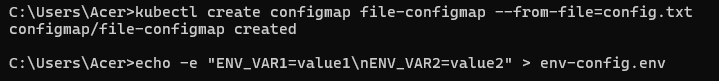 C:\Users\Acer>kubectl create configmap file-configmap --from-file=config.txt
configmap/file-configmap created
C:\Users\Acer>echo -e "ENV_VAR1=value1\nENV_VAR2=value2" > env-config.env